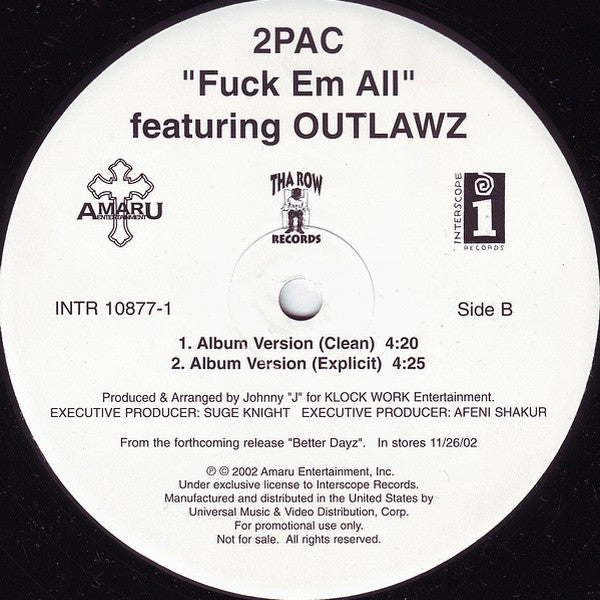 2PAC
"Fuck Em All"
featuring OUTLAWZ
AMARU
ENTERTAINMENT
THA ROW
RECORDS
INTERSCOPE
i
RECORDS
INTR 10877-1
Side B
1. Album Version (Clean) 4:20
2. Album Version (Explicit) 4:25
Produced & Arranged by Johnny "J" for KLOCK WORK Entertainment.
EXECUTIVE PRODUCER: SUGE KNIGHT EXECUTIVE PRODUCER: AFENI SHAKUR
From the forthcoming release "Better Dayz". In stores 11/26/02
℗ © 2002 Amaru Entertainment, Inc.
Under exclusive license to Interscope Records.
Manufactured and distributed in the United States by
Universal Music & Video Distribution, Corp.
For promotional use only.
Not for sale. All rights reserved.